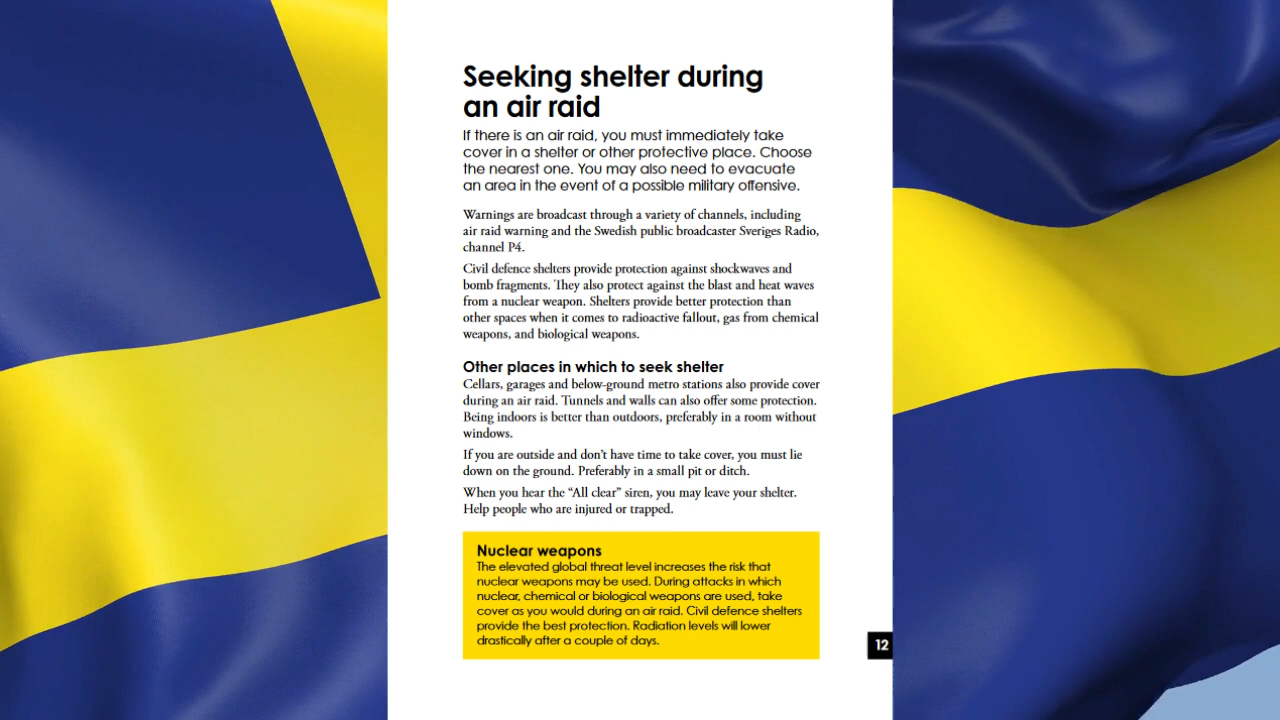 Seeking shelter during
an air raid
If there is an air raid, you must immediately take
cover in a shelter or other protective place. Choose
the nearest one. You may also need to evacuate
an area in the event of a possible military offensive.
Warnings are broadcast through a variety of channels, including
air raid warning and the Swedish public broadcaster Sveriges Radio,
channel P4.
Civil defence shelters provide protection against shockwaves and
bomb fragments. They also protect against the blast and heat waves
from a nuclear weapon. Shelters provide better protection than
other spaces when it comes to radioactive fallout, gas from chemical
weapons, and biological weapons.
Other places in which to seek shelter
Cellars, garages and below-ground metro stations also provide cover
during an air raid. Tunnels and walls can also offer some protection.
Being indoors is better than outdoors, preferably in a room without
windows.
If you are outside and don’t have time to take cover, you must lie
down on the ground. Preferably in a small pit or ditch.
When you hear the “All clear” siren, you may leave your shelter.
Help people who are injured or trapped.
Nuclear weapons
The elevated global threat level increases the risk that
nuclear weapons may be used. During attacks in which
nuclear, chemical or biological weapons are used, take
cover as you would during an air raid. Civil defence shelters
provide the best protection. Radiation levels will lower
drastically after a couple of days.
12